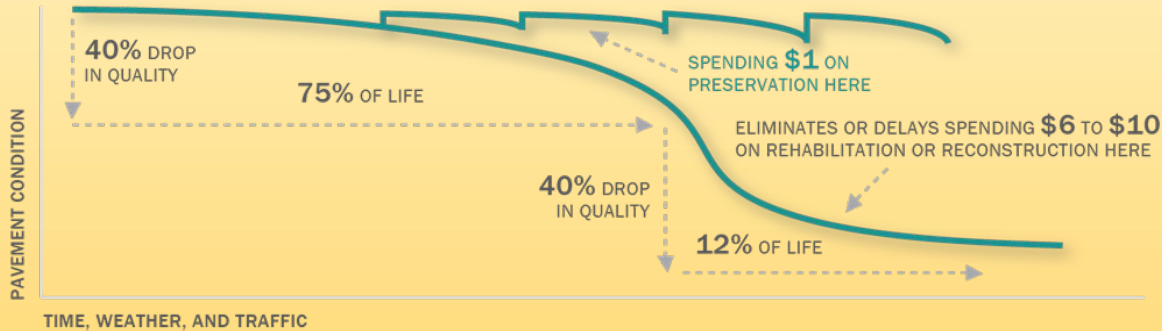 40% DROP
IN QUALITY
75% OF LIFE
SPENDING $1 ON
PRESERVATION HERE
ELIMINATES OR DELAYS SPENDING $6 TO $10
ON REHABILITATION OR RECONSTRUCTION HERE
40% DROP
IN QUALITY
12% OF LIFE
PAVEMENT CONDITION
TIME, WEATHER, AND TRAFFIC